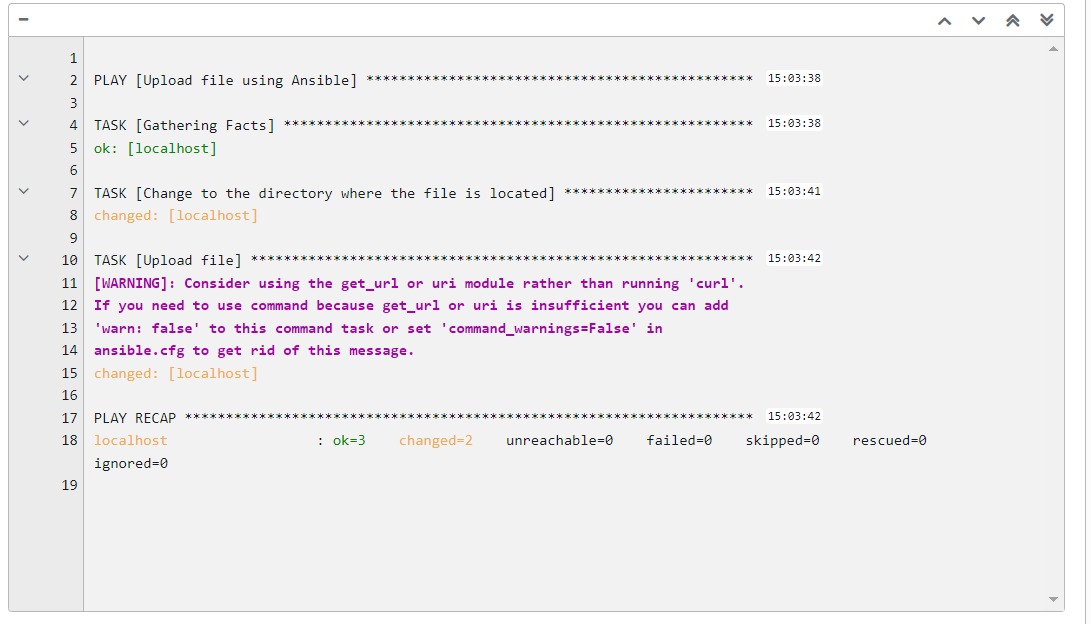 1
2 PLAY [Upload file using Ansible] *********************************************** 15:03:38
3
4 TASK [Gathering Facts] ********************************************************* 15:03:38
5 ok: [localhost]
6
7 TASK [Change to the directory where the file is located] *********************** 15:03:41
8 changed: [localhost]
9
10 TASK [Upload file] ************************************************************* 15:03:42
11 [WARNING]: Consider using the get_url or uri module rather than running 'curl'.
12 If you need to use command because get_url or uri is insufficient you can add
13 'warn: false' to this command task or set 'command_warnings=False' in
14 ansible.cfg to get rid of this message.
15 changed: [localhost]
16
17 PLAY RECAP ********************************************************************* 15:03:42
18 localhost : ok=3 changed=2 unreachable=0 failed=0 skipped=0 rescued=0
ignored=0
19